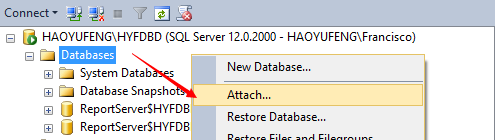 Connect
HAOYUFENG\HYFDBD (SQL Server 12.0.2000 - HAOYUFENG\Francisco)
Databases
System Databases
Database Snapshots
ReportServer$HYFDB
ReportServer$HYFDB
New Database...
Attach...
Restore Database...
Restore Files and Filegroups...